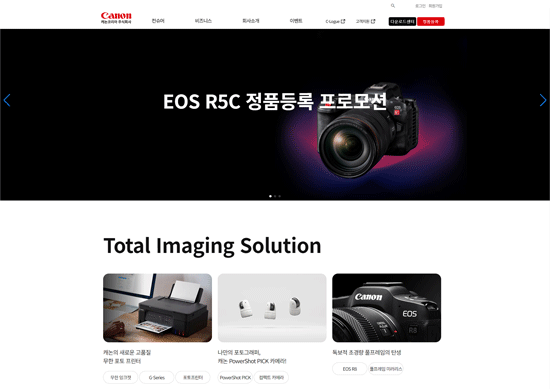 로그인 회원가입
Canon
캐논코리아 주식회사
컨슈머 비즈니스 회사소개 이벤트 C-Logue 고객지원 다운로드센터 정품등록
EOS R5C 정품등록 프로모션
Total Imaging Solution
Canon
EOS
R8
캐논의 새로운 고품질
무한 포토 프린터
나만의 포토그래퍼,
캐논 PowerShot PICK 카메라!
독보적 초경량 풀프레임의 탄생
무한 잉크젯 G Series 포토프린터
PowerShot PICK 컴팩트 카메라
EOS R8 풀프레임 미러리스